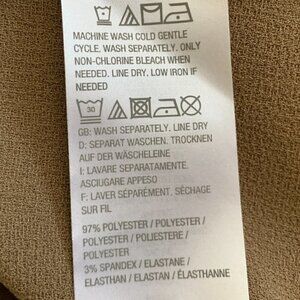 MACHINE WASH COLD GENTLE
CYCLE, WASH SEPARATELY. ONLY
NON-CHLORINE BLEACH WHEN
NEEDED. LINE DRY. LOW IRON IF
NEEDED
30
GB: WASH SEPARATELY. LINE DRY
D: SEPARAT WASCHEN. TROCKNEN
AUF DER WÄSCHELEINE
I: LAVARE SEPARATAMENTE.
ASCIUGARE APPESO
F: LAVER SÉPARÉMENT. SÉCHAGE
SUR FIL
97% POLYESTER / POLYESTER /
POLYESTER / POLIESTERE /
POLYESTER
3% SPANDEX / ELASTANE /
ELASTHAN / ELASTAN / ÉLASTHANNE